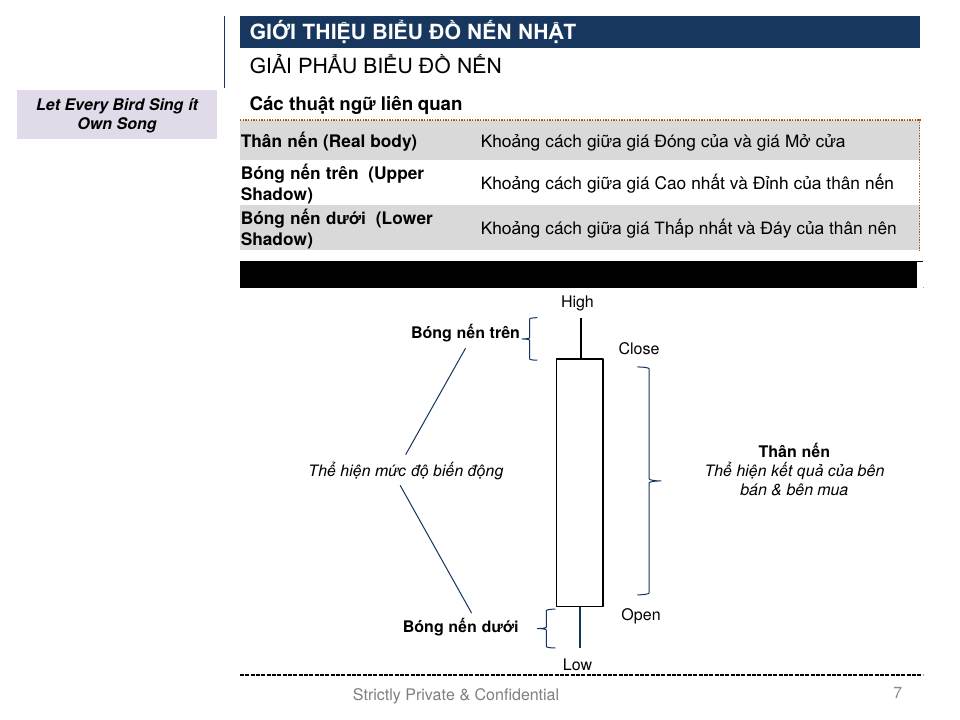 GIỚI THIỆU BIỂU ĐỒ NẾN NHẬT
GIẢI PHẪU BIỂU ĐỒ NẾN
Let Every Bird Sing ít
Own Song
Các thuật ngữ liên quan
Thân nến (Real body) Khoảng cách giữa giá Đóng của và giá Mở cửa
Bóng nến trên (Upper
Shadow) Khoảng cách giữa giá Cao nhất và Đỉnh của thân nến
Bóng nến dưới (Lower
Shadow) Khoảng cách giữa giá Thấp nhất và Đáy của thân nên
High
Bóng nến trên
Close
Thân nến
Thể hiện mức độ biến động
Thể hiện kết quả của bên
bán & bên mua
Open
Bóng nến dưới
Low
Strictly Private & Confidential
7